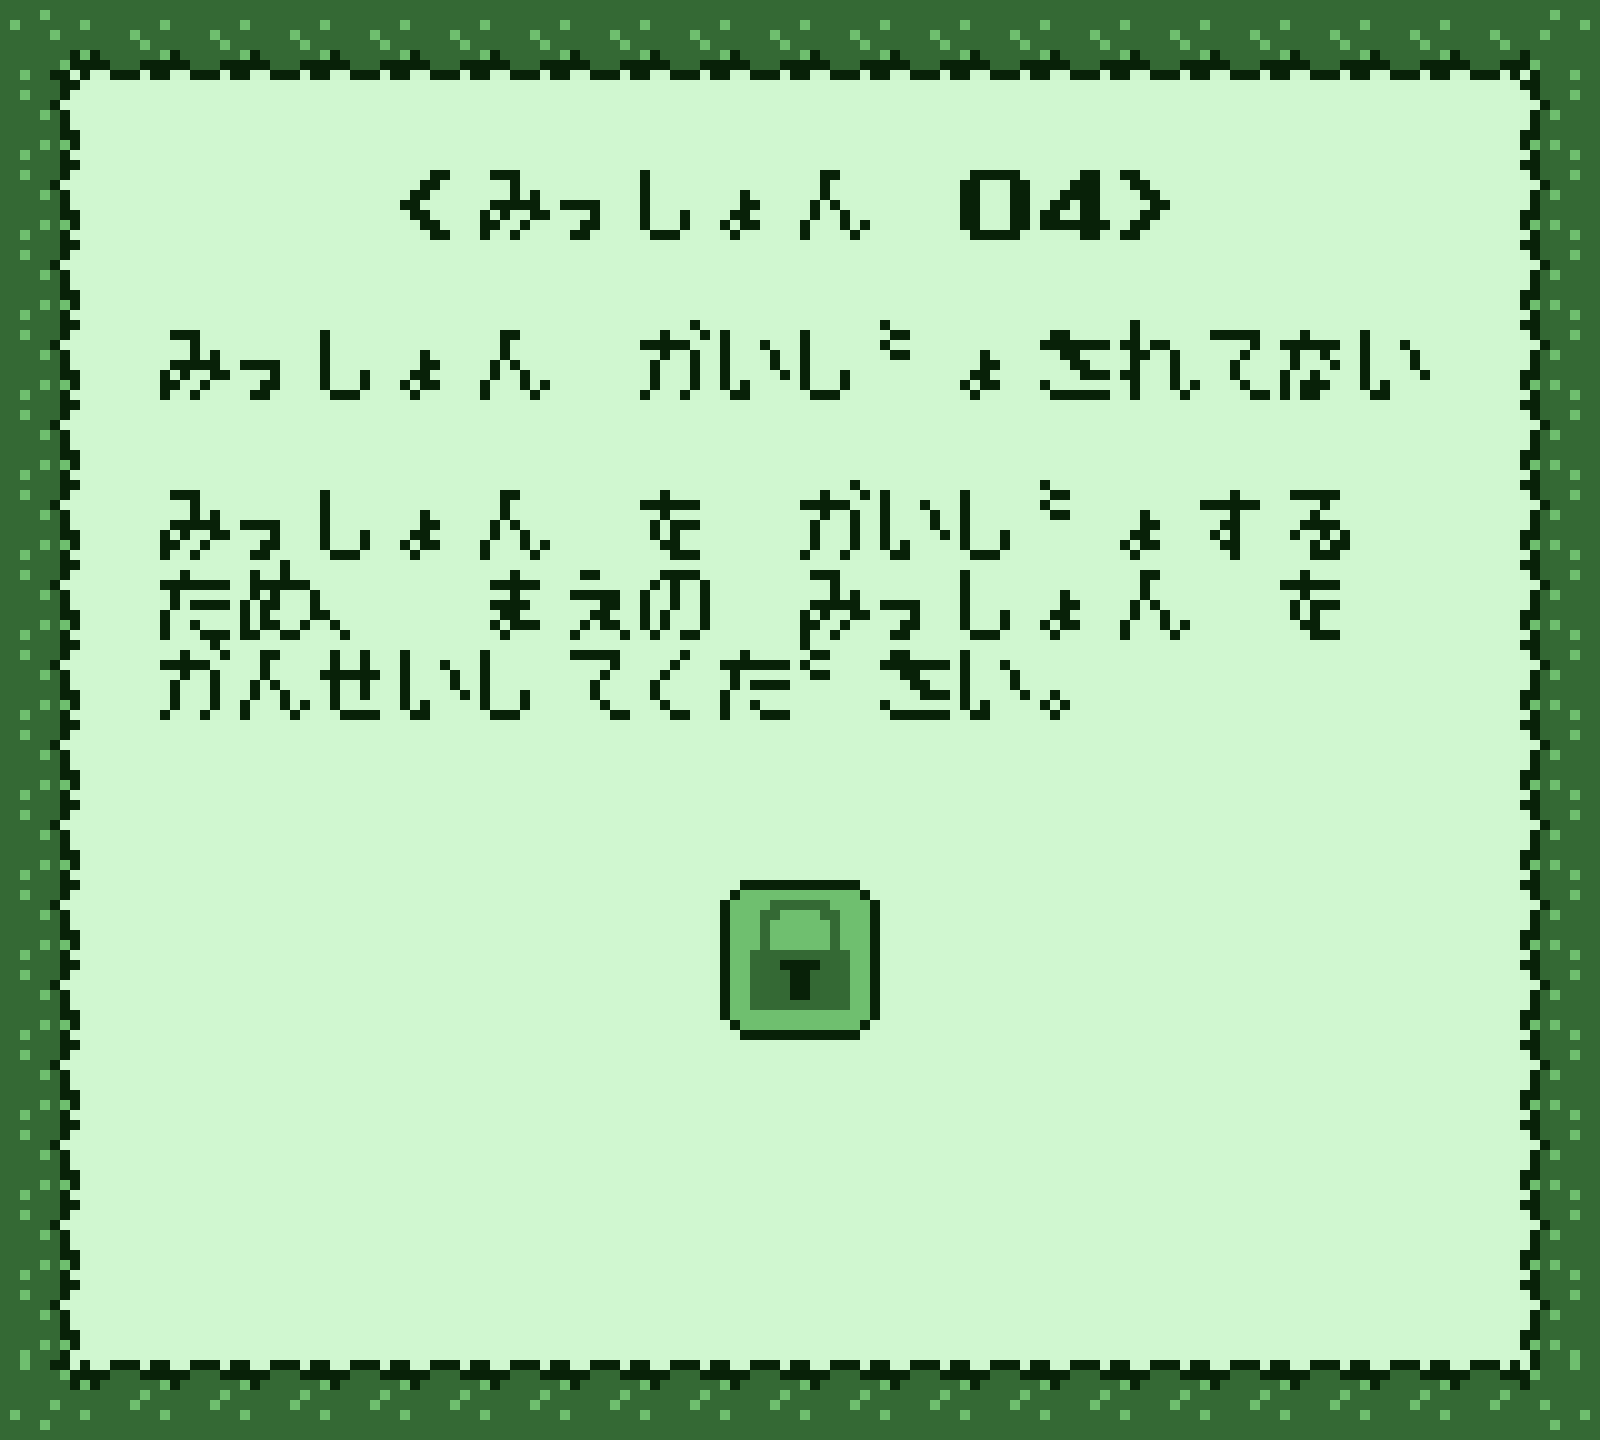 <みっしょん 04>
みっしょん かいじょされてない
みっしょん を かいじょする
ため、 まえの みっしょん を
かんせいしてください。